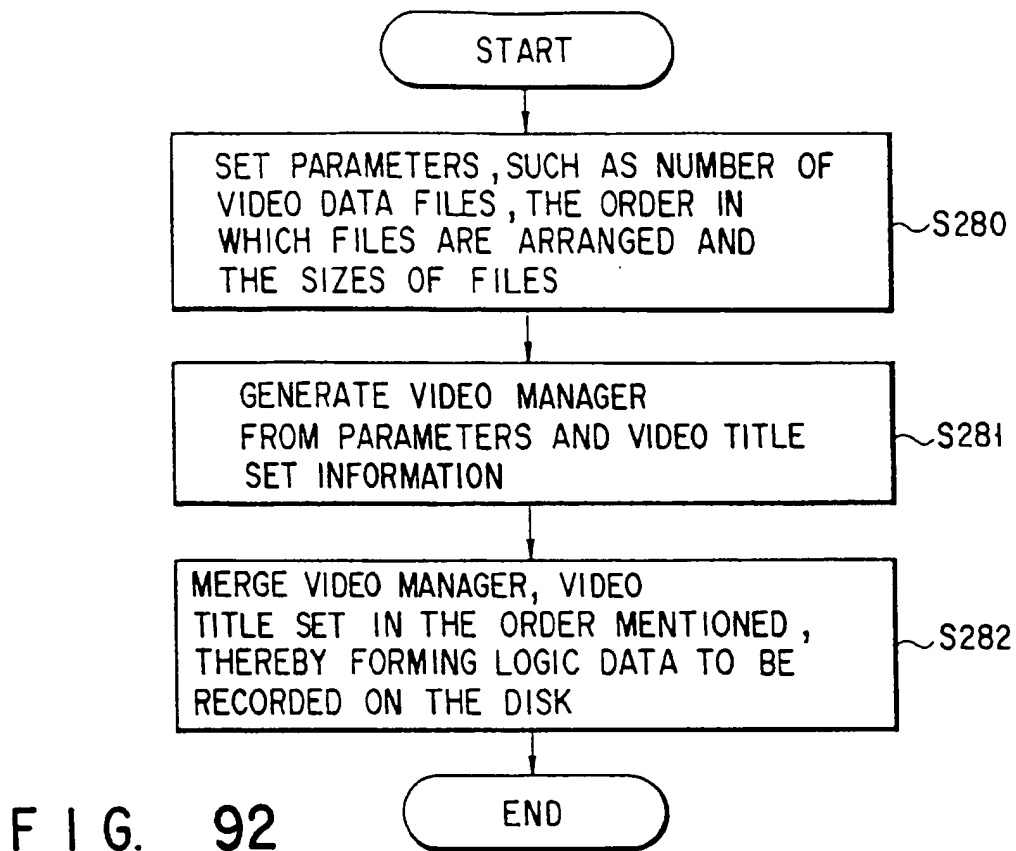 START
SET PARAMETERS, SUCH AS NUMBER OF
VIDEO DATA FILES, THE ORDER IN
WHICH FILES ARE ARRANGED AND
THE SIZES OF FILES
S280
GENERATE VIDEO MANAGER
FROM PARAMETERS AND VIDEO TITLE
SET INFORMATION
S281
MERGE VIDEO MANAGER, VIDEO
TITLE SET IN THE ORDER MENTIONED,
THEREBY FORMING LOGIC DATA TO BE
RECORDED ON THE DISK
S282
END
FIG. 92